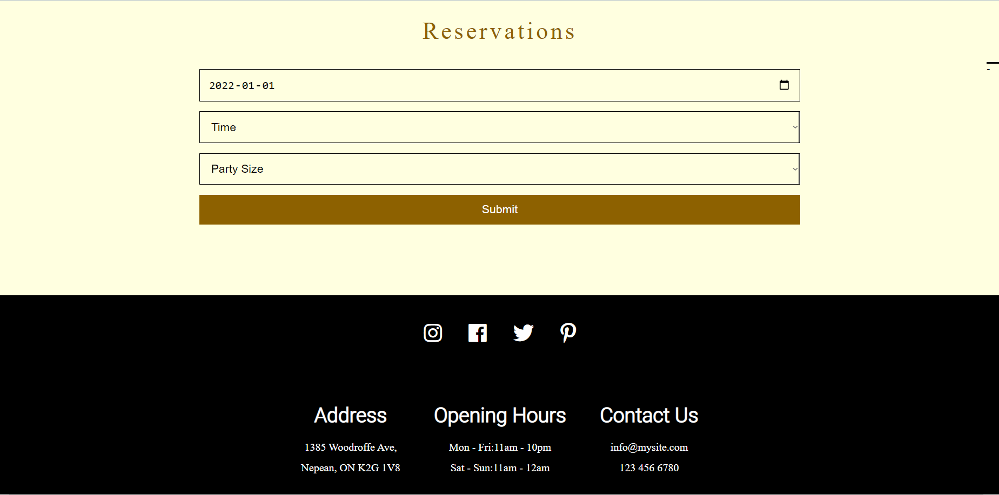 Reservations
2022-01-01
Time
Party Size
Submit
Address
1385 Woodroffe Ave,
Nepean, ON K2G 1V8
Opening Hours
Mon - Fri:11am - 10pm
Sat - Sun:11am - 12am
Contact Us
info@mysite.com
123 456 6780